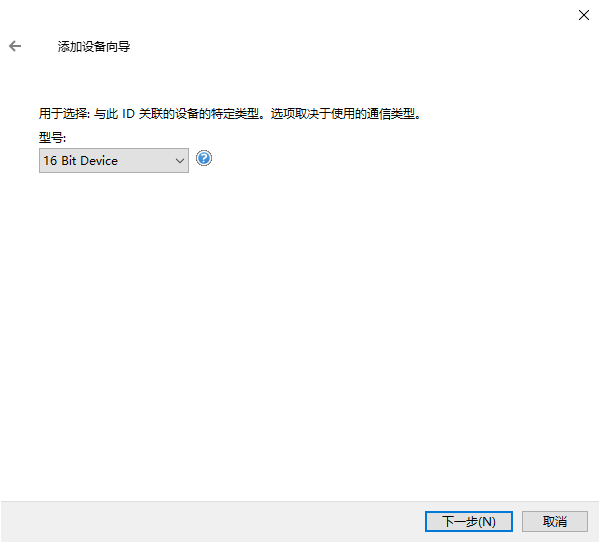 添加设备向导
用于选择: 与此 ID 关联的设备的特定类型。选项取决于使用的通信类型。
型号:
16 Bit Device
下一步(N)
取消